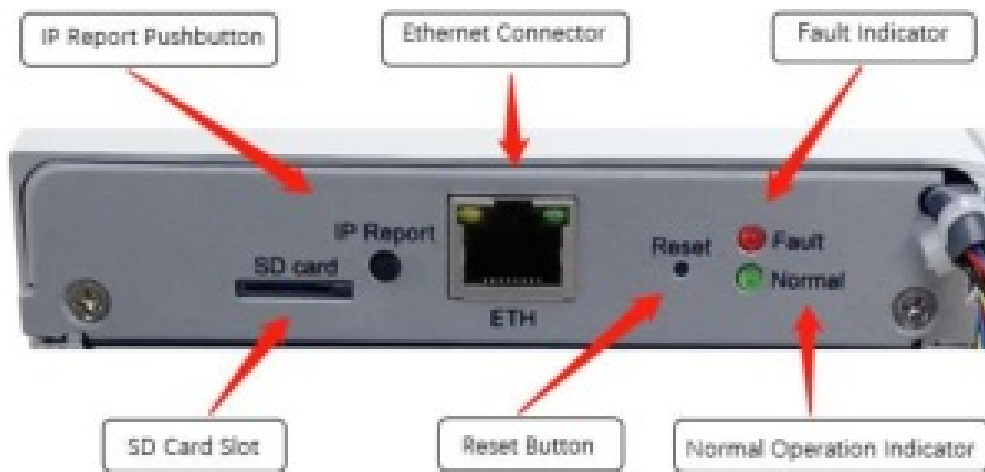 IP Report Pushbutton
Ethernet Connector
Fault Indicator
IP Report
SD card
ETH
Reset
Fault
Normal
SD Card Slot
Reset Button
Normal Operation Indicator